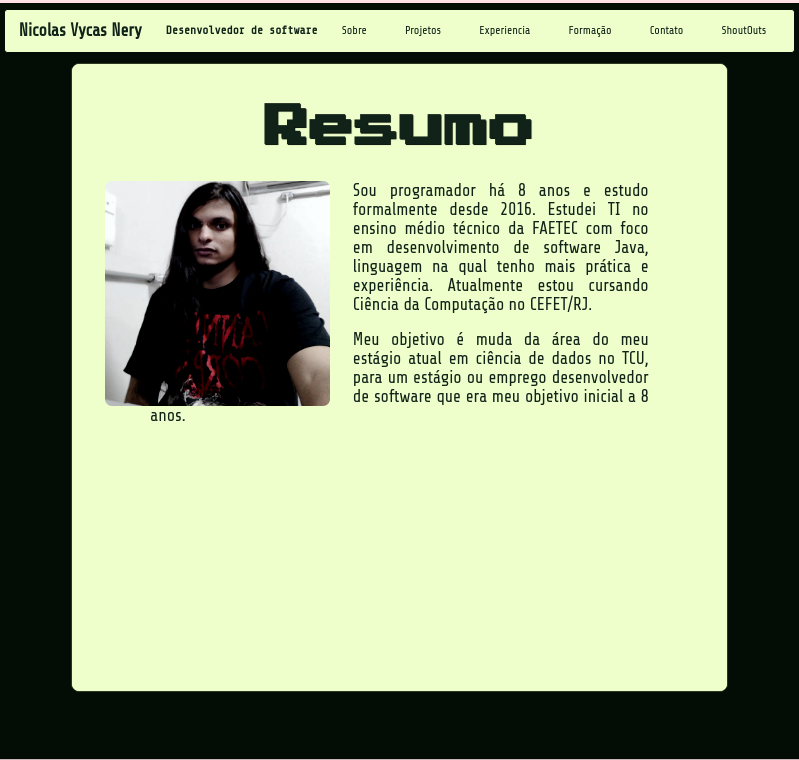 Nicolas Vycas Nery Desenvolvedor de software Sobre Projetos Experiencia Formação Contato ShoutOuts
Resumo
Sou programador há 8 anos e estudo
formalmente desde 2016. Estudei TI no
ensino médio técnico da FAETEC com foco
em desenvolvimento de software Java,
linguagem na qual tenho mais prática e
experiência. Atualmente estou cursando
Ciência da Computação no CEFET/RJ.
Meu objetivo é muda da área do meu
estágio atual em ciência de dados no TCU,
para um estágio ou emprego desenvolvedor
de software que era meu objetivo inicial a 8
anos.